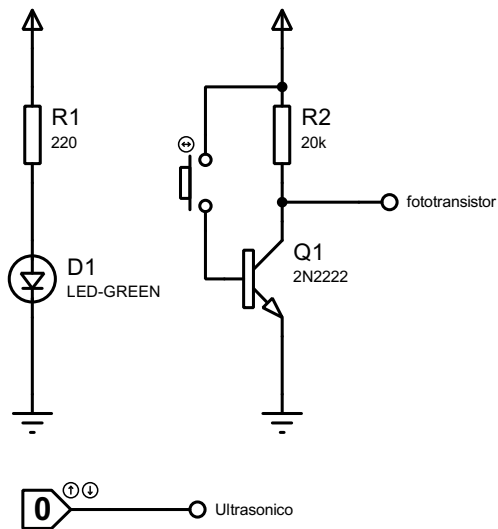 R1
220
R2
20k
fototransistor
Q1
2N2222
D1
LED-GREEN
0
Ultrasonico